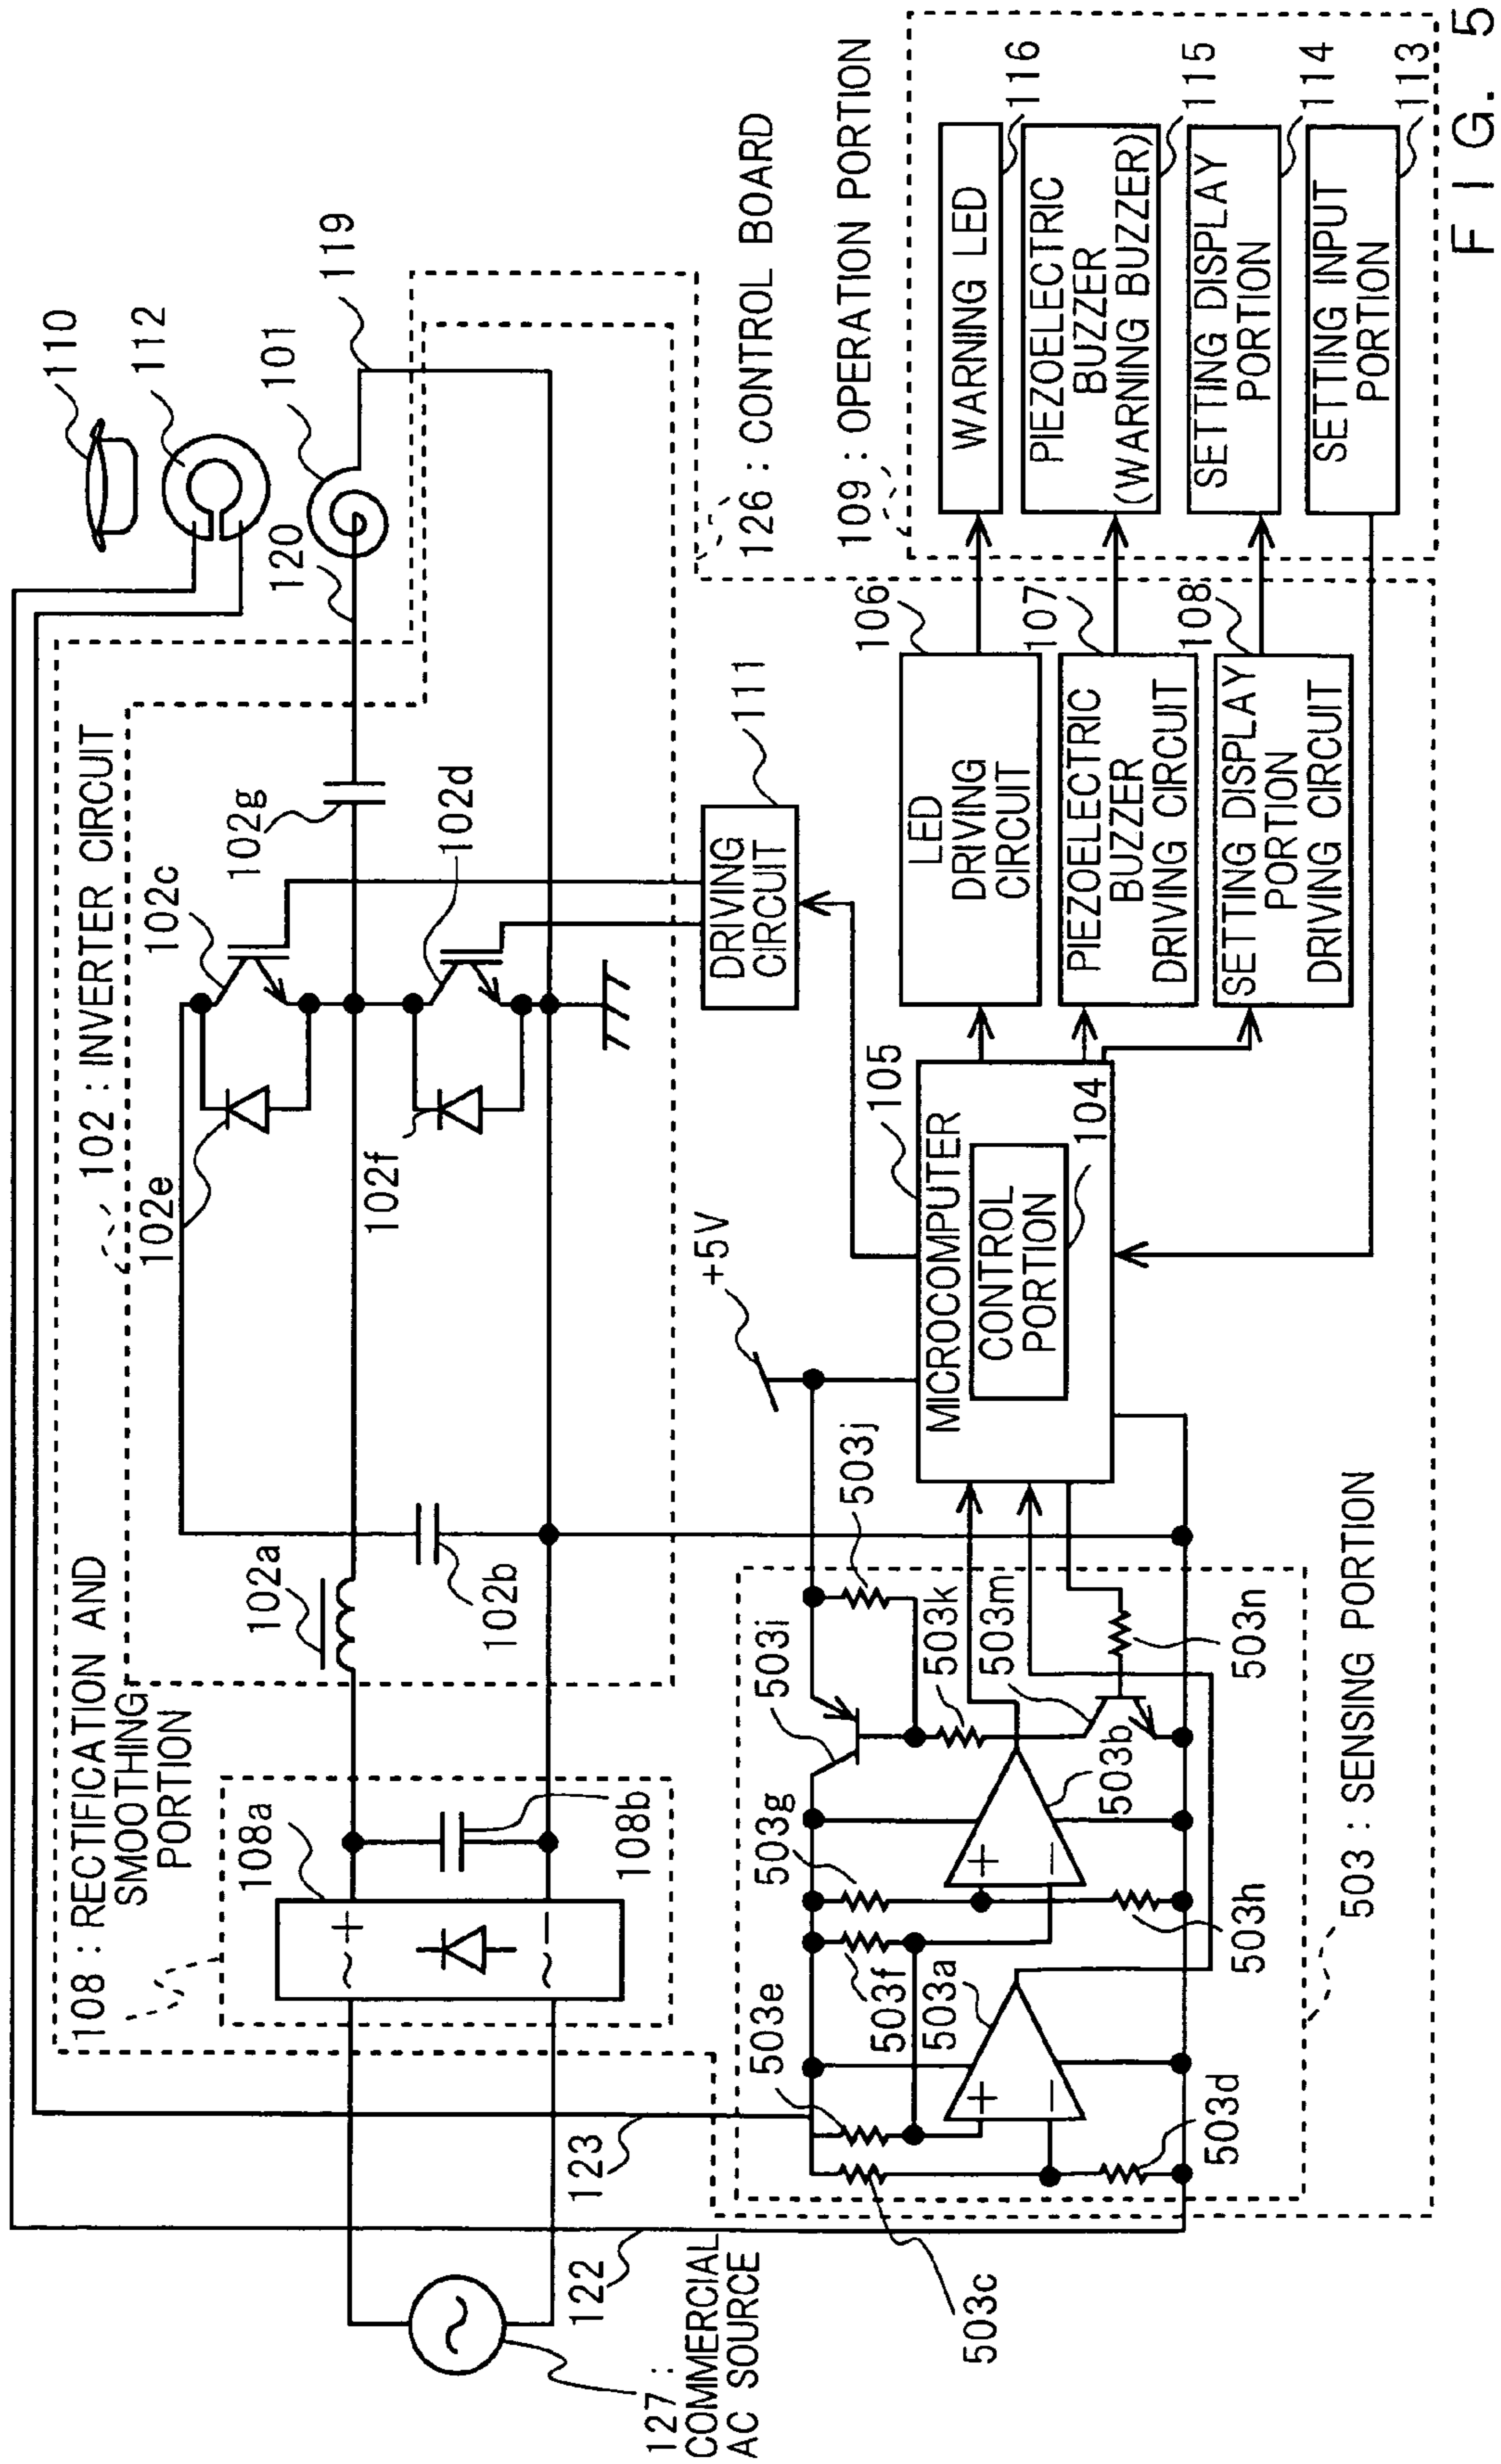 110
112
101
119
120
102 : INVERTER CIRCUIT
102c
102g
102d
102e
102f
102a
102b
108 : RECTIFICATION AND
SMOOTHING
PORTION
108a
108b
+
~
−
~
127 :
COMMERCIAL
AC SOURCE
~
122
123
126 : CONTROL BOARD
111
DRIVING
CIRCUIT
+5V
105
MICROCOMPUTER
CONTROL
PORTION
104
106
LED
DRIVING
CIRCUIT
107
PIEZOELECTRIC
BUZZER
DRIVING CIRCUIT
108
SETTING DISPLAY
PORTION
DRIVING CIRCUIT
109 : OPERATION PORTION
WARNING LED
116
PIEZOELECTRIC
BUZZER
(WARNING BUZZER)
115
SETTING DISPLAY
PORTION
114
SETTING INPUT
PORTION
113
503i
503j
503g
503k
503m
503e
503f
503a
+
−
503b
+
−
503n
503h
503d
503c
503 : SENSING PORTION
FIG. 5